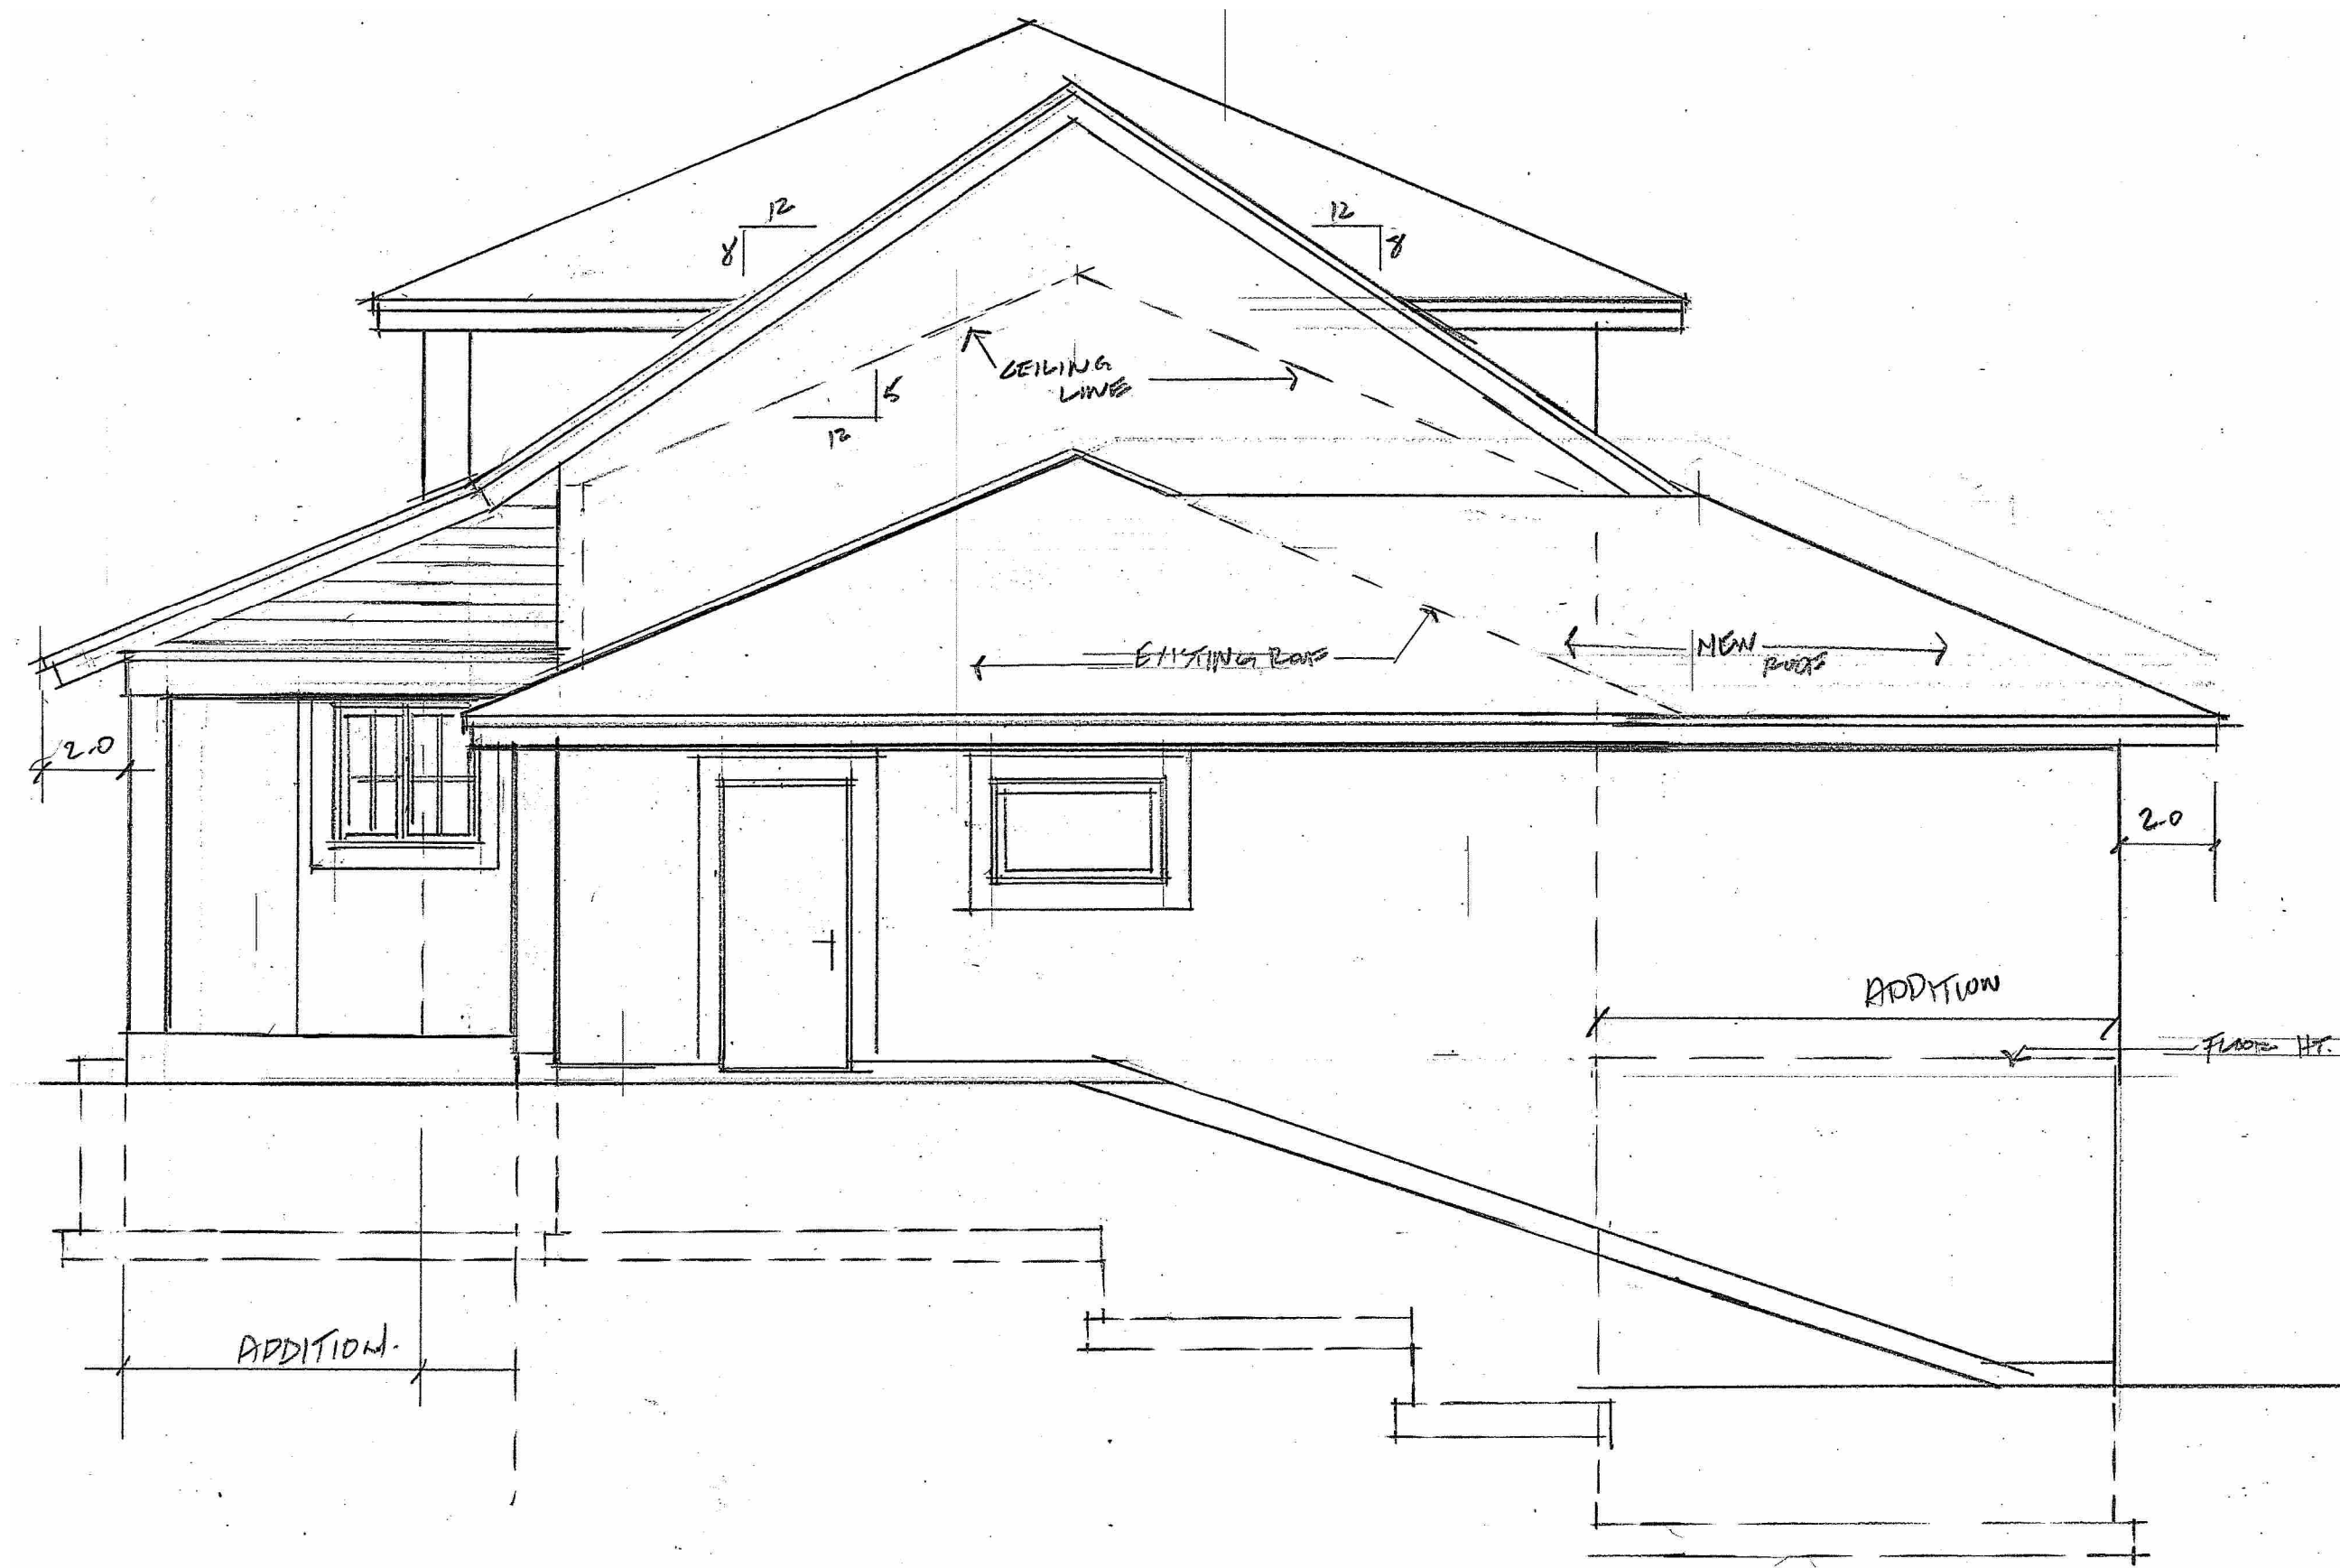 12
8
12
8
CEILING
LINE
5
12
EXISTING ROOF
NEW
ROOF
2-0
2-0
ADDITION
FLOOR HT.
ADDITION.